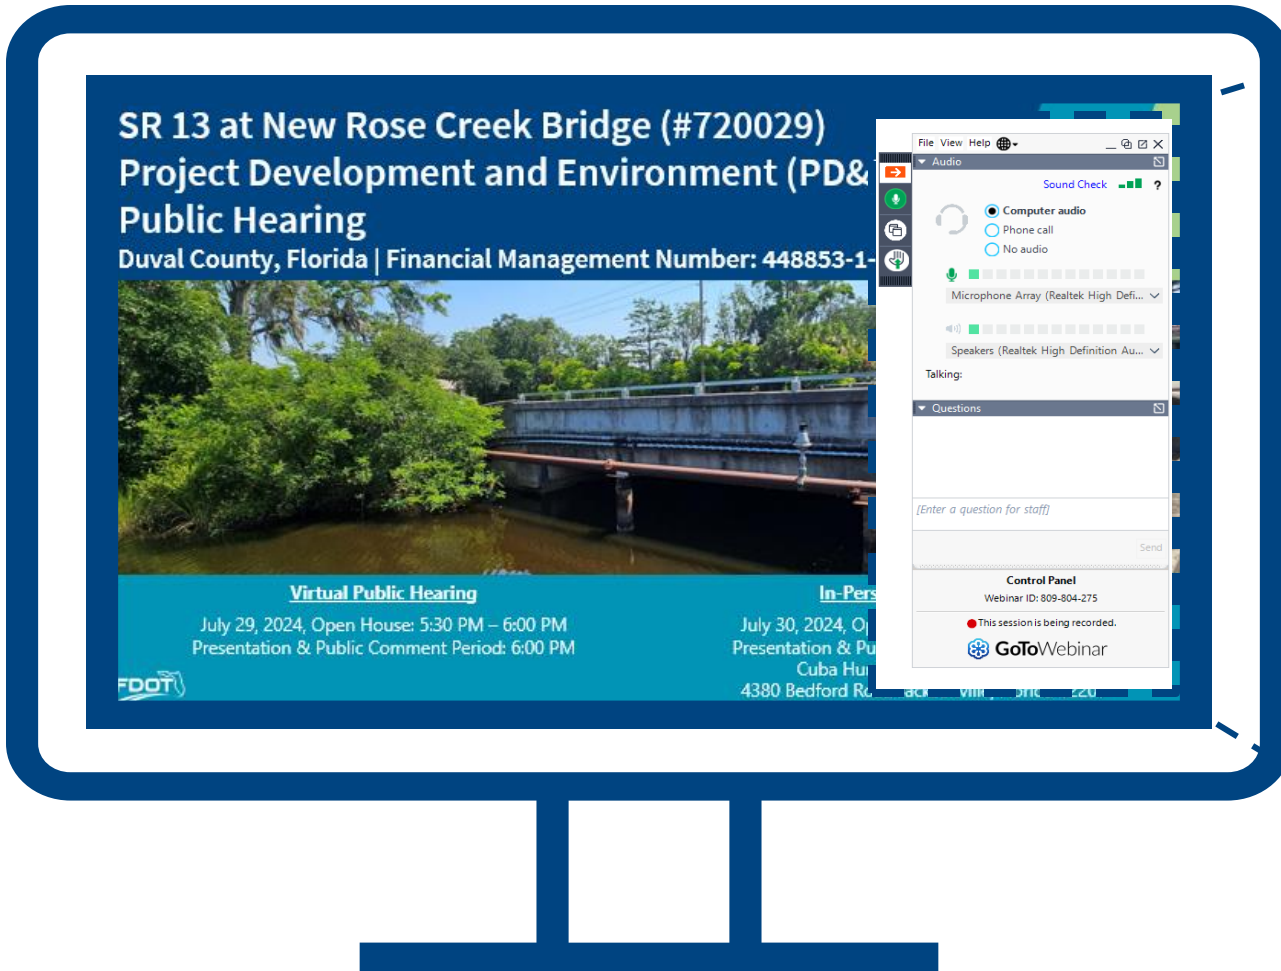 SR 13 at New Rose Creek Bridge (#720029)
Project Development and Environment (PD&
Public Hearing
Duval County, Florida | Financial Management Number: 448853-1-
Virtual Public Hearing
July 29, 2024, Open House: 5:30 PM – 6:00 PM
Presentation & Public Comment Period: 6:00 PM
In-Pers
July 30, 2024, Op
Presentation & Pu
Cuba Hu
4380 Bedford
FDOT
File View Help
Audio
Sound Check ?
Computer audio
Phone call
No audio
Microphone Array (Realtek High Defi...
Speakers (Realtek High Definition Au...
Talking:
Questions
[Enter a question for staff]
Send
Control Panel
Webinar ID: 809-804-275
This session is being recorded.
GoToWebinar